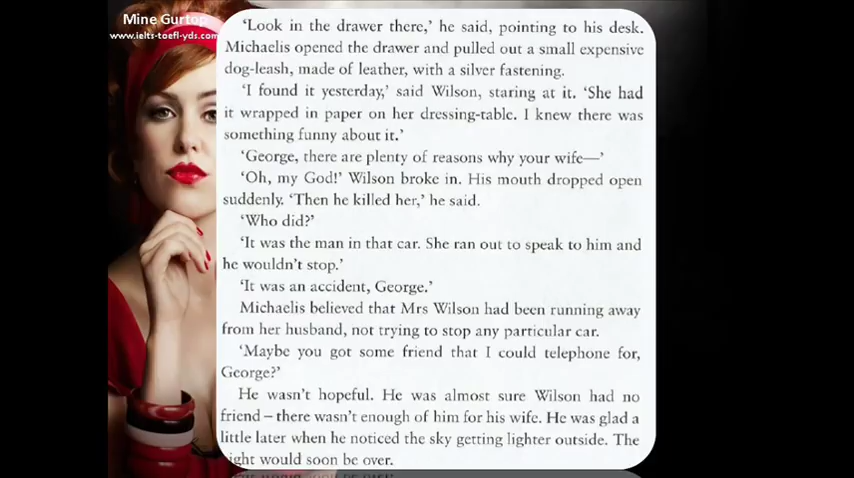 Mine Gurtop
www.ielts-toefl-yds.com
'Look in the drawer there,' he said, pointing to his desk.
Michaelis opened the drawer and pulled out a small expensive
dog-leash, made of leather, with a silver fastening.
'I found it yesterday,' said Wilson, staring at it. 'She had
it wrapped in paper on her dressing-table. I knew there was
something funny about it.'
'George, there are plenty of reasons why your wife—'
'Oh, my God!' Wilson broke in. His mouth dropped open
suddenly. 'Then he killed her,' he said.
'Who did?'
'It was the man in that car. She ran out to speak to him and
he wouldn't stop.'
'It was an accident, George.'
Michaelis believed that Mrs Wilson had been running away
from her husband, not trying to stop any particular car.
'Maybe you got some friend that I could telephone for,
George?'
He wasn't hopeful. He was almost sure Wilson had no
friend – there wasn't enough of him for his wife. He was glad a
little later when he noticed the sky getting lighter outside. The
night would soon be over.